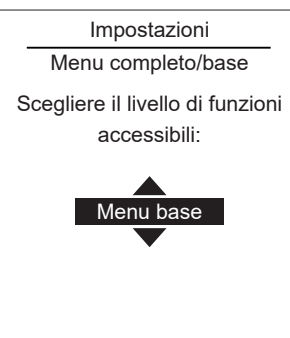 Impostazioni
Menu completo/base
Scegliere il livello di funzioni
accessibili:
Menu base